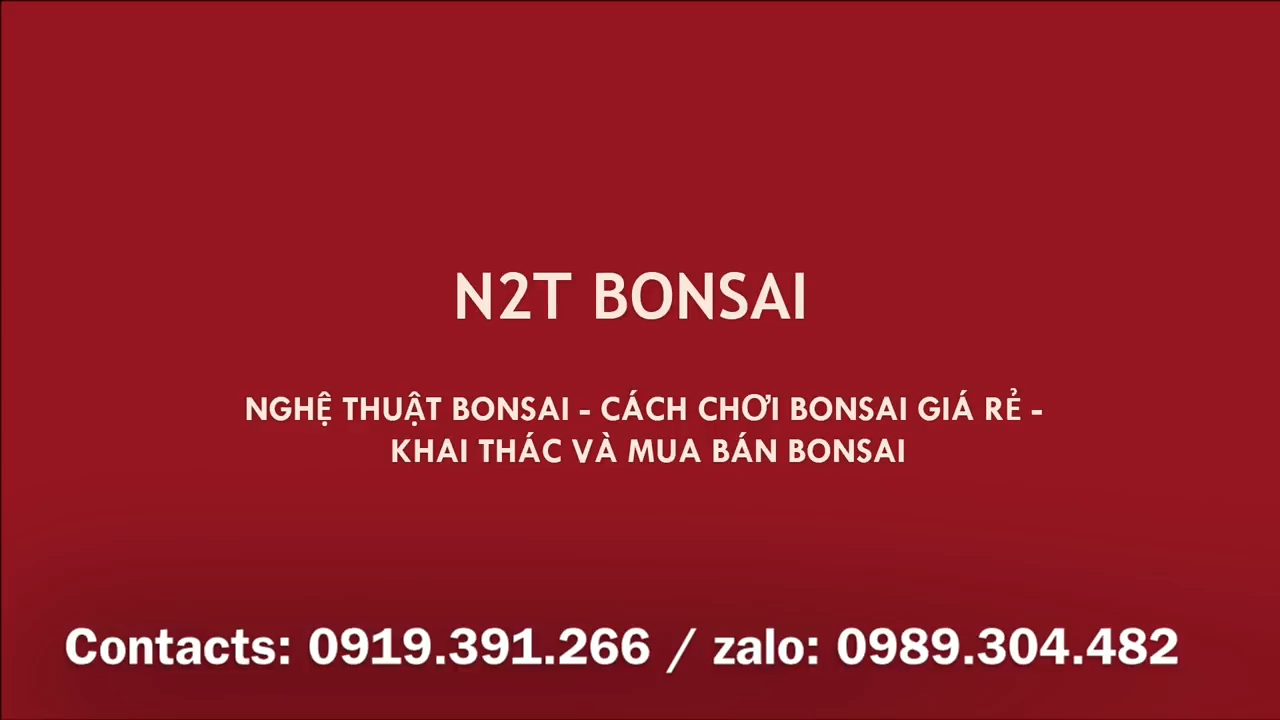 N2T BONSAI
NGHỆ THUẬT BONSAI - CÁCH CHƠI BONSAI GIÁ RẺ -
KHAI THÁC VÀ MUA BÁN BONSAI
Contacts: 0919.391.266 / zalo: 0989.304.482